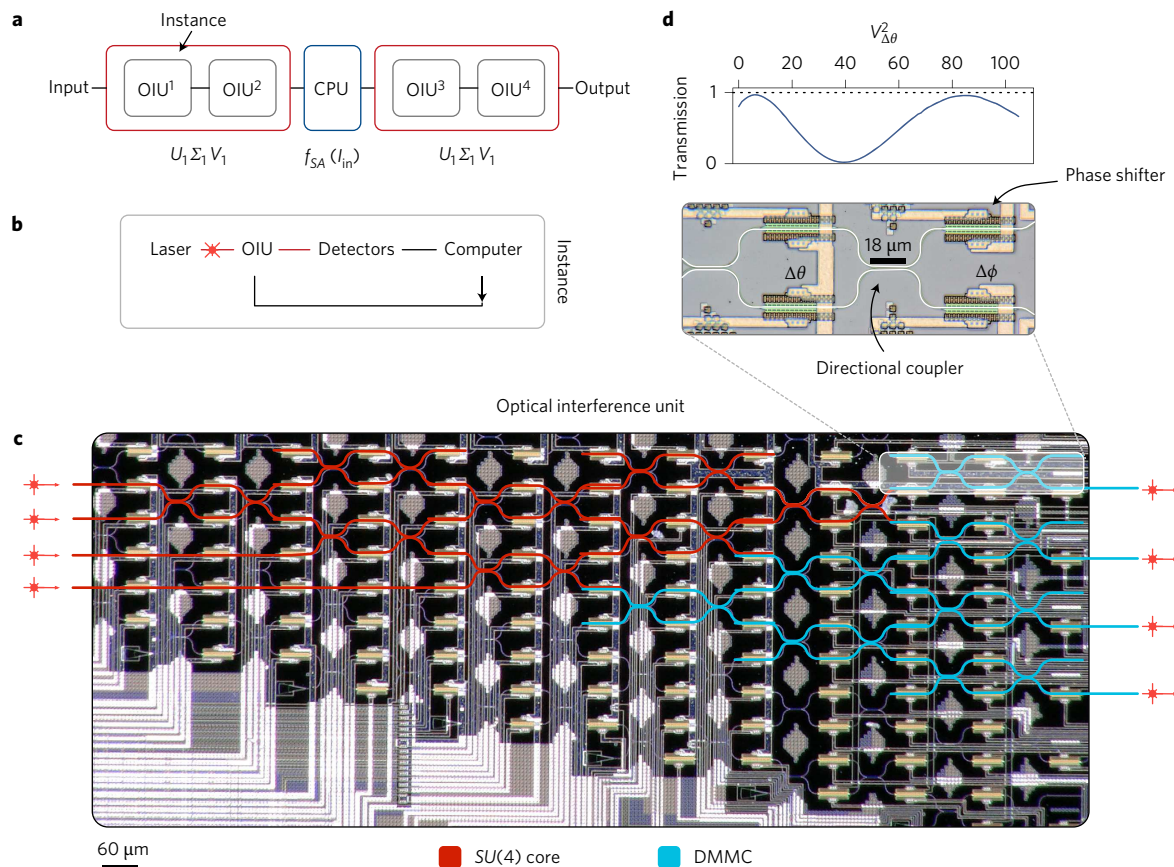 a
Instance
Input
OIU1
OIU2
CPU
OIU3
OIU4
Output
U1Σ1V1
fSA (Iin)
U1Σ1V1
b
Laser
OIU
Detectors
Computer
Instance
d
V²Δθ
0 20 40 60 80 100
Transmission
1
0
Phase shifter
18 µm
Δθ
Δϕ
Directional coupler
Optical interference unit
c
60 µm
SU(4) core
DMMC